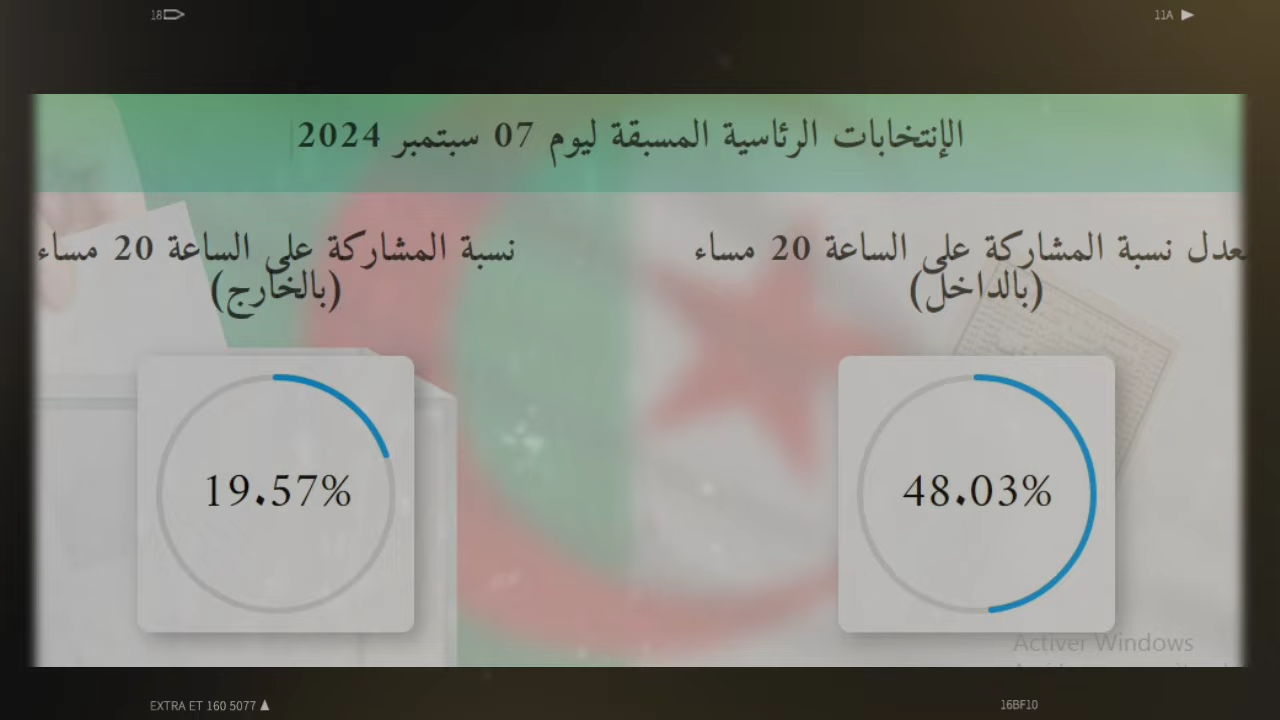 18
11A
الإنتخابات الرئاسية المسبقة ليوم 07 سبتمبر 2024
نسبة المشاركة على الساعة 20 مساء
(بالداخل)
نسبة المشاركة على الساعة 20 مساء
(بالخارج)
48.03%
19.57%
Activer Windows
EXTRA ET 160 5077
16BF10